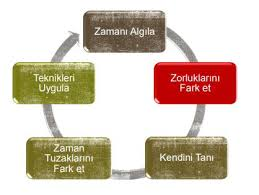 Zamanı Algıla
Zorluklarını
Fark et
Kendini Tanı
Zaman
Tuzaklarını
Fark et
Teknikleri
Uygula